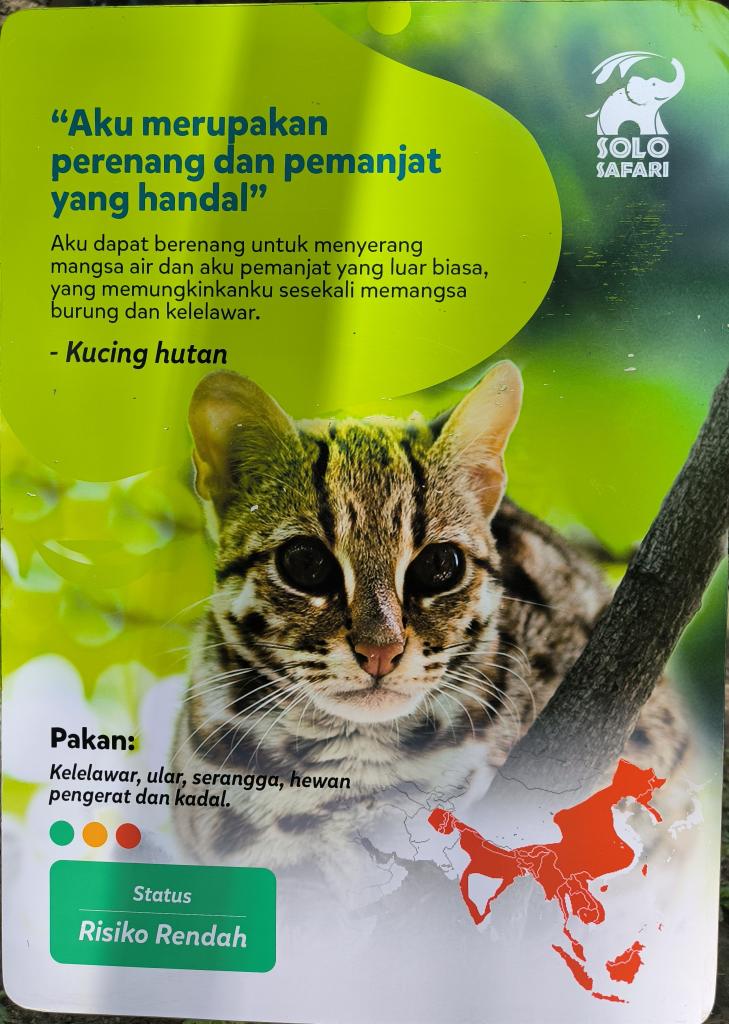 SOLO
SAFARI
“Aku merupakan
perenang dan pemanjat
yang handal”
Aku dapat berenang untuk menyerang
mangsa air dan aku pemanjat yang luar biasa,
yang memungkinkanku sesekali memangsa
burung dan kelelawar.
- Kucing hutan
Pakan:
Kelelawar, ular, serangga, hewan
pengerat dan kadal.
Status
Risiko Rendah